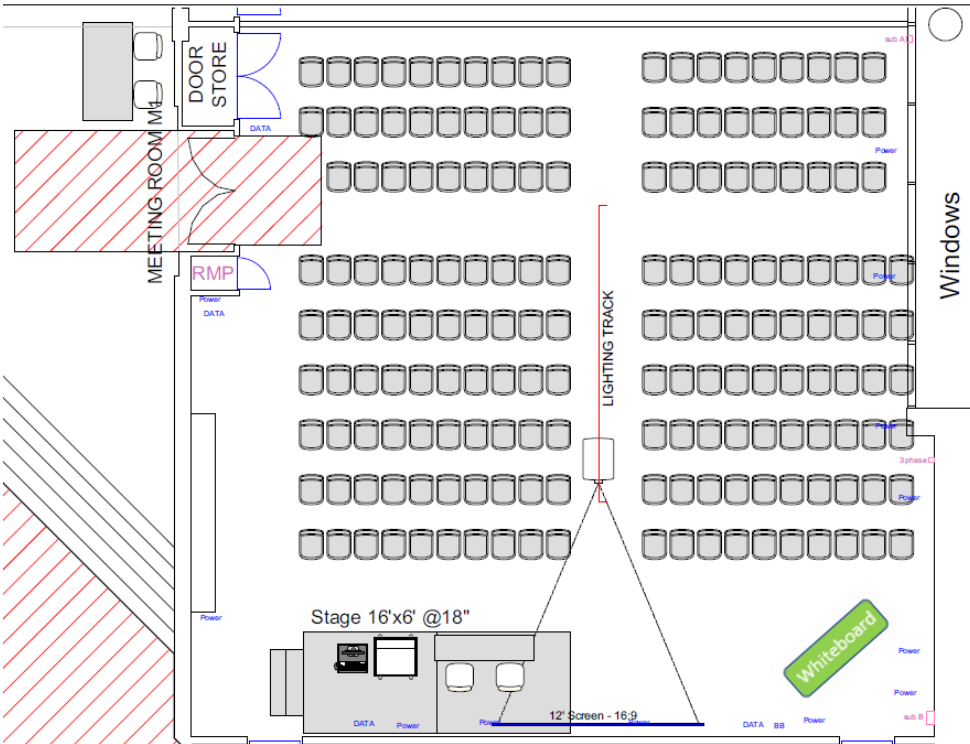 sub A
DOOR
STORE
DATA
MEETING ROOM M1
Power
Windows
RMP
Power
Power
DATA
LIGHTING TRACK
Power
3 phase
Power
Stage 16'x6' @18"
Power
Whiteboard
Power
Power
12' Screen - 16:9
sub B
DATA
Power
Power
Power
DATA
BB
Power